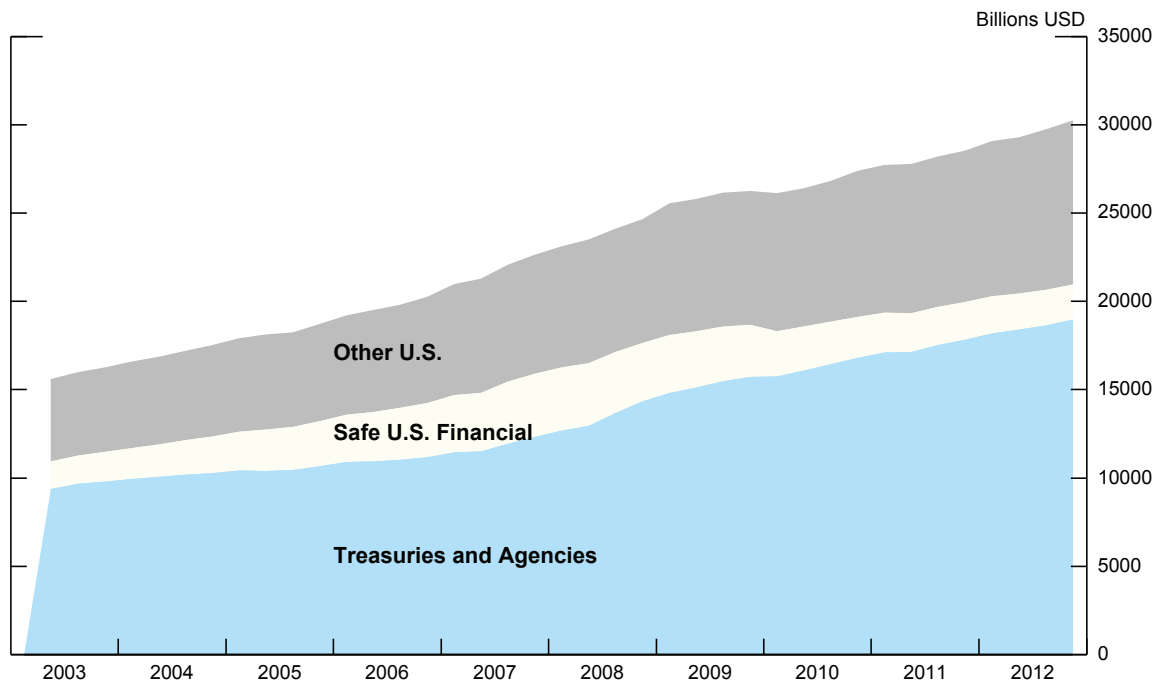 Billions USD
35000
30000
25000
20000
15000
10000
5000
0
Other U.S.
Safe U.S. Financial
Treasuries and Agencies
2003 2004 2005 2006 2007 2008 2009 2010 2011 2012